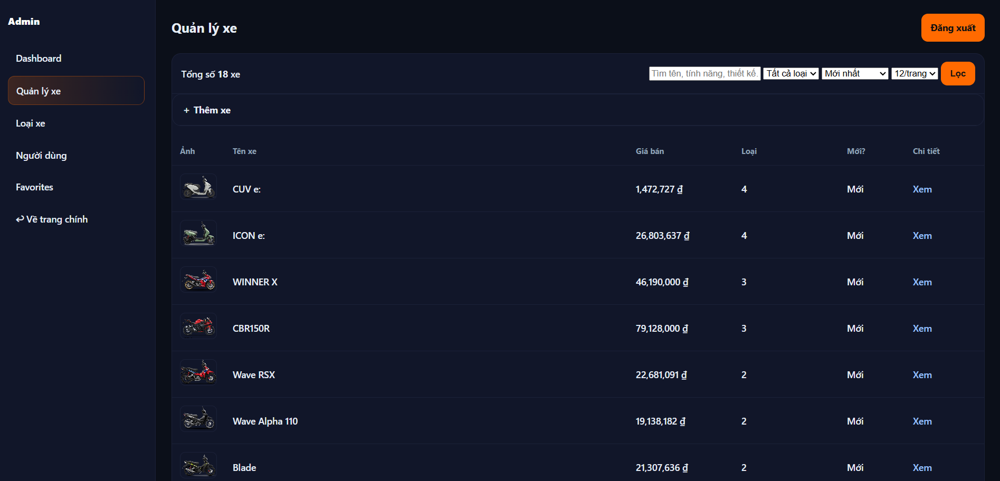 Admin
Dashboard
Quản lý xe
Loại xe
Người dùng
Favorites
↩ Về trang chính
Quản lý xe
Đăng xuất
Tổng số 18 xe
Tìm tên, tính năng, thiết kế. Tất cả loại Mới nhất 12/trang Lọc
+ Thêm xe
Ảnh Tên xe Giá bán Loại Mới? Chi tiết
CUV e: 1,472,727 ₫ 4 Mới Xem
ICON e: 26,803,637 ₫ 4 Mới Xem
WINNER X 46,190,000 ₫ 3 Mới Xem
CBR150R 79,128,000 ₫ 3 Mới Xem
Wave RSX 22,681,091 ₫ 2 Mới Xem
Wave Alpha 110 19,138,182 ₫ 2 Mới Xem
Blade 21,307,636 ₫ 2 Mới Xem